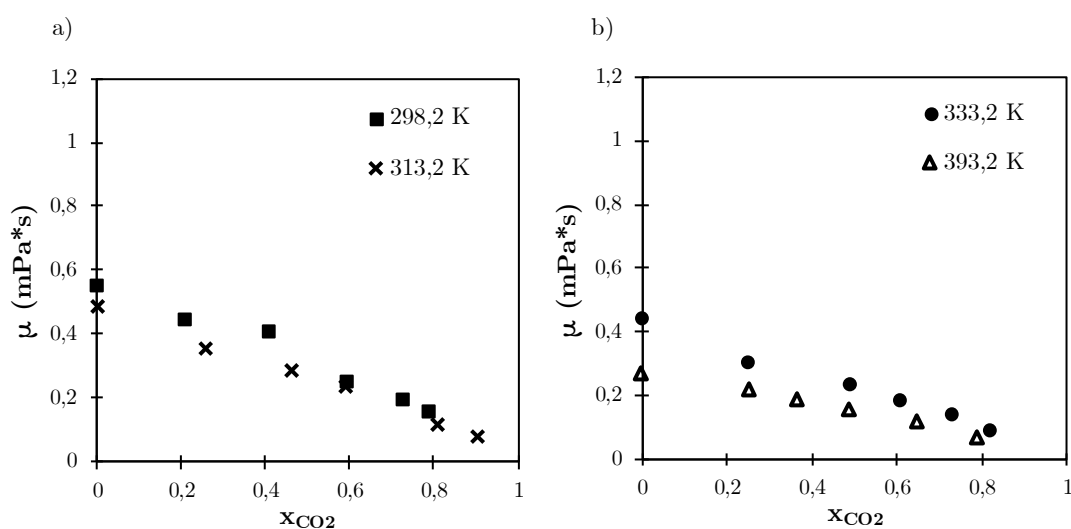 a)
1,2
1
0,8
0,6
0,4
0,2
0
μ (mPa*s)
298,2 K
313,2 K
0 0,2 0,4 0,6 0,8 1
xCO2
b)
1,2
1
0,8
0,6
0,4
0,2
0
μ (mPa*s)
333,2 K
393,2 K
0 0,2 0,4 0,6 0,8 1
xCO2